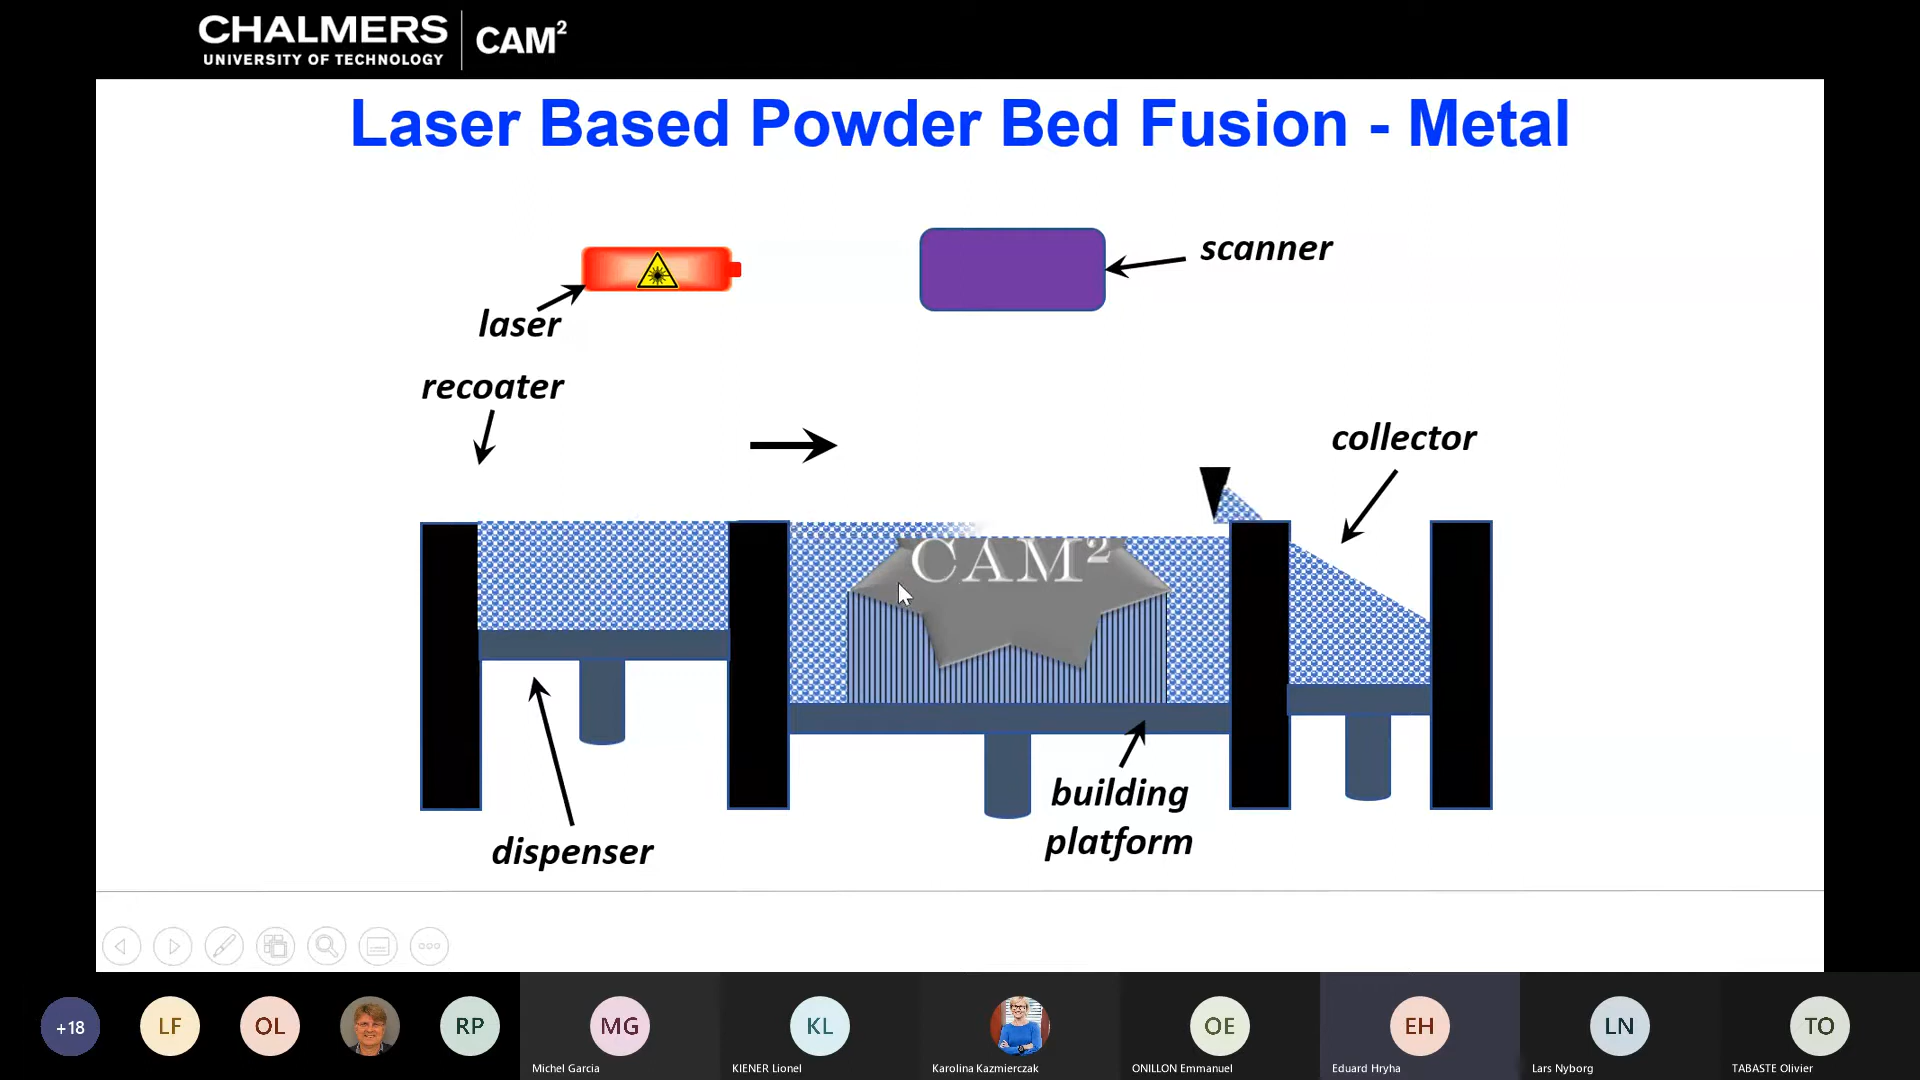 CHALMERS
UNIVERSITY OF TECHNOLOGY
CAM²
Laser Based Powder Bed Fusion - Metal
scanner
laser
recoater
collector
CAM²
building
platform
dispenser
+18
LF
OL
RP
MG
KL
OE
EH
LN
TO
Michel Garcia
KIENER Lionel
Karolina Kazmierczak
ONILLON Emmanuel
Eduard Hryha
Lars Nyborg
TABASTE Olivier